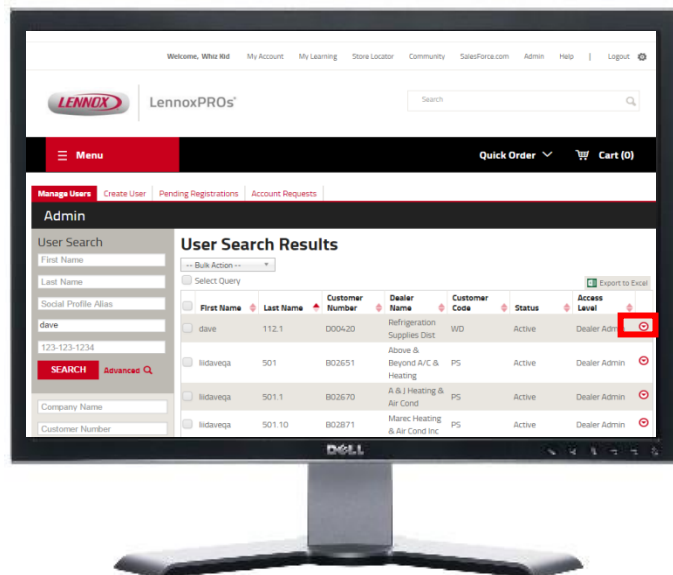 Welcome, Whiz Kid My Account My Learning Store Locator Community SalesForce.com Admin Help | Logout
LENNOX LennoxPROs® Search
Menu Quick Order Cart (0)
Manage Users Create User Pending Registrations Account Requests
Admin
User Search
First Name
Last Name
Social Profile Alias
dave
123-123-1234
SEARCH Advanced
Company Name
Customer Number
User Search Results
-- Bulk Action --
Select Query
Export to Excel
First Name Last Name Customer Number Dealer Name Customer Code Status Access Level
dave 112.1 D00420 Refrigeration Supplies Dist WD Active Dealer Admin
liidaveqa 501 B02651 Above & Beyond A/C & Heating PS Active Dealer Admin
liidaveqa 501.1 B02670 A & J Heating & Air Cond PS Active Dealer Admin
liidaveqa 501.10 B02871 Marec Heating & Air Cond Inc PS Active Dealer Admin
DELL